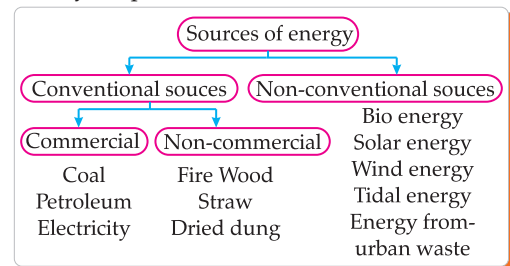 Sources of energy
Conventional souces
Non-conventional souces
Commercial
Non-commercial
Coal
Petroleum
Electricity
Fire Wood
Straw
Dried dung
Bio energy
Solar energy
Wind energy
Tidal energy
Energy from-
urban waste